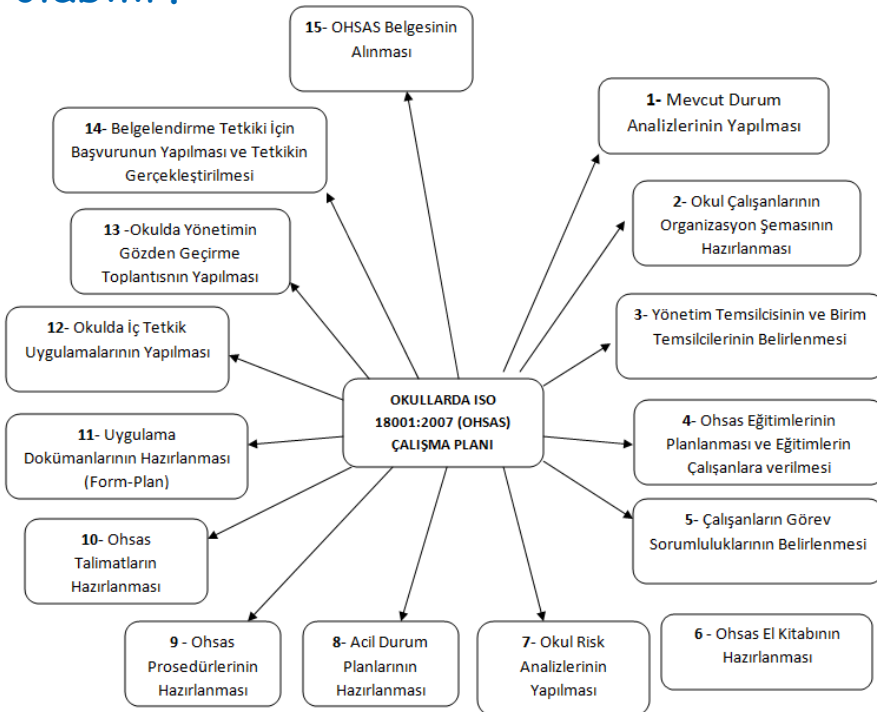 15- OHSAS Belgesinin
Alınması
1- Mevcut Durum
Analizlerinin Yapılması
14- Belgelendirme Tetkiki İçin
Başvurunun Yapılması ve Tetkikin
Gerçekleştirilmesi
2- Okul Çalışanlarının
Organizasyon Şemasının
Hazırlanması
13 -Okulda Yönetimin
Gözden Geçirme
Toplantısnın Yapılması
3- Yönetim Temsilcisinin ve Birim
Temsilcilerinin Belirlenmesi
12- Okulda İç Tetkik
Uygulamalarının Yapılması
OKULLARDA ISO
18001:2007 (OHSAS)
ÇALIŞMA PLANI
4- Ohsas Eğitimlerinin
Planlanması ve Eğitimlerin
Çalışanlara verilmesi
11- Uygulama
Dokümanlarının Hazırlanması
(Form-Plan)
5- Çalışanların Görev
Sorumluluklarının Belirlenmesi
10- Ohsas
Talimatların
Hazırlanması
6 - Ohsas El Kitabının
Hazırlanması
9 - Ohsas
Prosedürlerinin
Hazırlanması
8- Acil Durum
Planlarının
Hazırlanması
7- Okul Risk
Analizlerinin
Yapılması